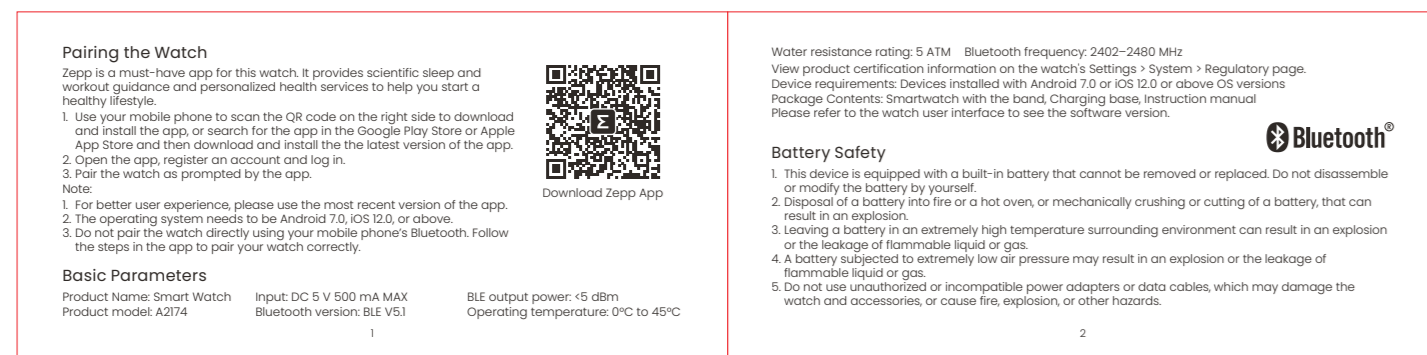 Pairing the Watch
Zepp is a must-have app for this watch. It provides scientific sleep and
workout guidance and personalized health services to help you start a
healthy lifestyle.
1. Use your mobile phone to scan the QR code on the right side to download
and install the app, or search for the app in the Google Play Store or Apple
App Store and then download and install the the latest version of the app.
2. Open the app, register an account and log in.
3. Pair the watch as prompted by the app.
Note:
1. For better user experience, please use the most recent version of the app.
2. The operating system needs to be Android 7.0, iOS 12.0, or above.
3. Do not pair the watch directly using your mobile phone's Bluetooth. Follow
the steps in the app to pair your watch correctly.
Download Zepp App
Basic Parameters
Product Name: Smart Watch Input: DC 5 V 500 mA MAX BLE output power: <5 dBm
Product model: A2174 Bluetooth version: BLE V5.1 Operating temperature: 0°C to 45°C
1
Water resistance rating: 5 ATM Bluetooth frequency: 2402–2480 MHz
View product certification information on the watch's Settings > System > Regulatory page.
Device requirements: Devices installed with Android 7.0 or iOS 12.0 or above OS versions
Package Contents: Smartwatch with the band, Charging base, Instruction manual
Please refer to the watch user interface to see the software version.
Bluetooth®
Battery Safety
1. This device is equipped with a built-in battery that cannot be removed or replaced. Do not disassemble
or modify the battery by yourself.
2. Disposal of a battery into fire or a hot oven, or mechanically crushing or cutting of a battery, that can
result in an explosion.
3. Leaving a battery in an extremely high temperature surrounding environment can result in an explosion
or the leakage of flammable liquid or gas.
4. A battery subjected to extremely low air pressure may result in an explosion or the leakage of
flammable liquid or gas.
5. Do not use unauthorized or incompatible power adapters or data cables, which may damage the
watch and accessories, or cause fire, explosion, or other hazards.
2